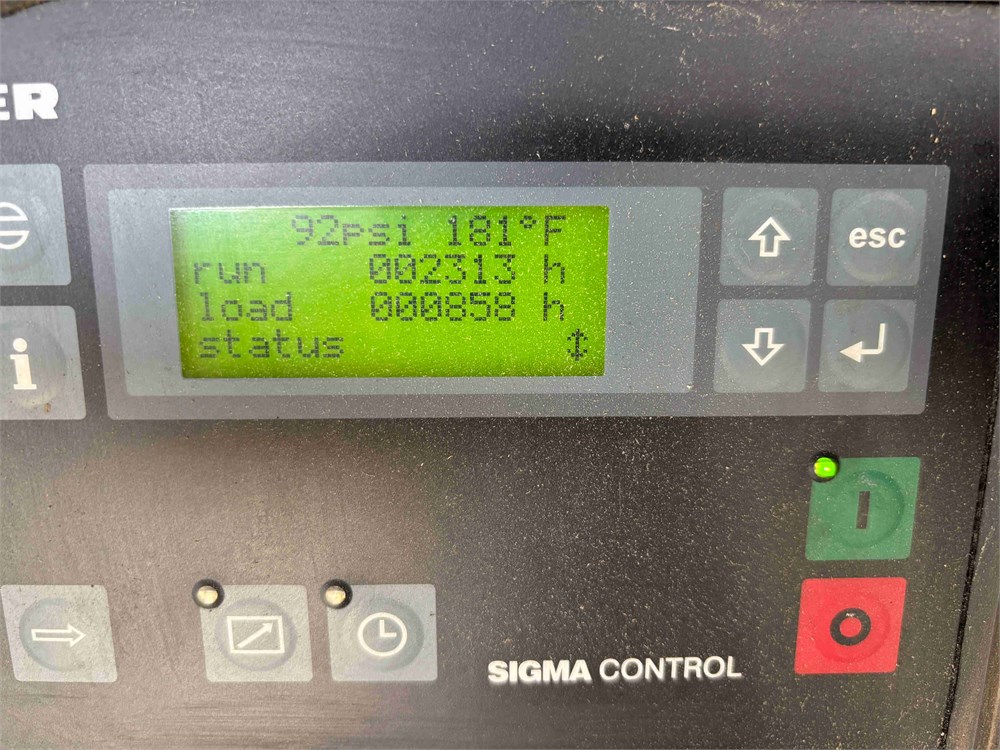 ER
92psi 181°F
run 002313 h
load 000858 h
status
esc
i
I
O
SIGMA CONTROL